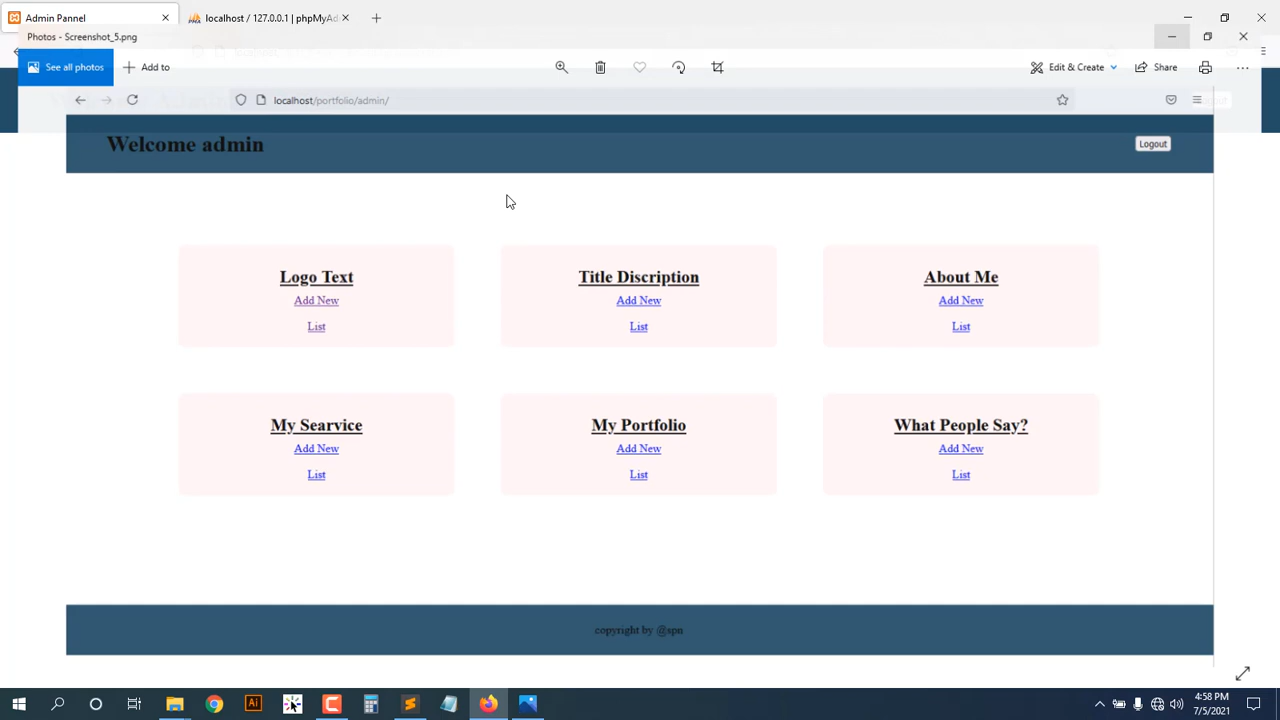 Admin Pannel
localhost / 127.0.0.1 | phpMyAd
Photos - Screenshot_5.png
See all photos
Add to
Edit & Create
Share
localhost/portfolio/admin/
Welcome admin
Logout
Logo Text
Add New
List
Title Discription
Add New
List
About Me
Add New
List
My Searvice
Add New
List
My Portfolio
Add New
List
What People Say?
Add New
List
copyright by @spn
4:58 PM
7/5/2021